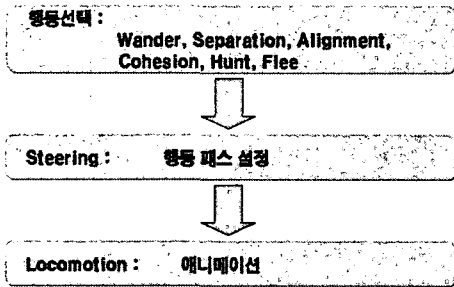 행동선택 :
Wander, Separation, Alignment,
Cohesion, Hunt, Flee
Steering : 행동 패스 설정
Locomotion : 애니메이션